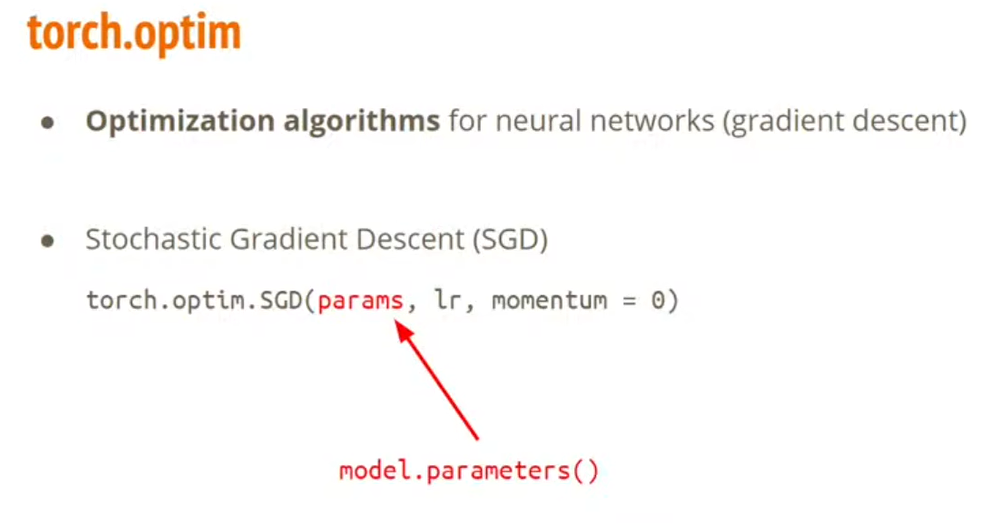 torch.optim
● Optimization algorithms for neural networks (gradient descent)
● Stochastic Gradient Descent (SGD)
torch.optim.SGD(params, lr, momentum = 0)
model.parameters()